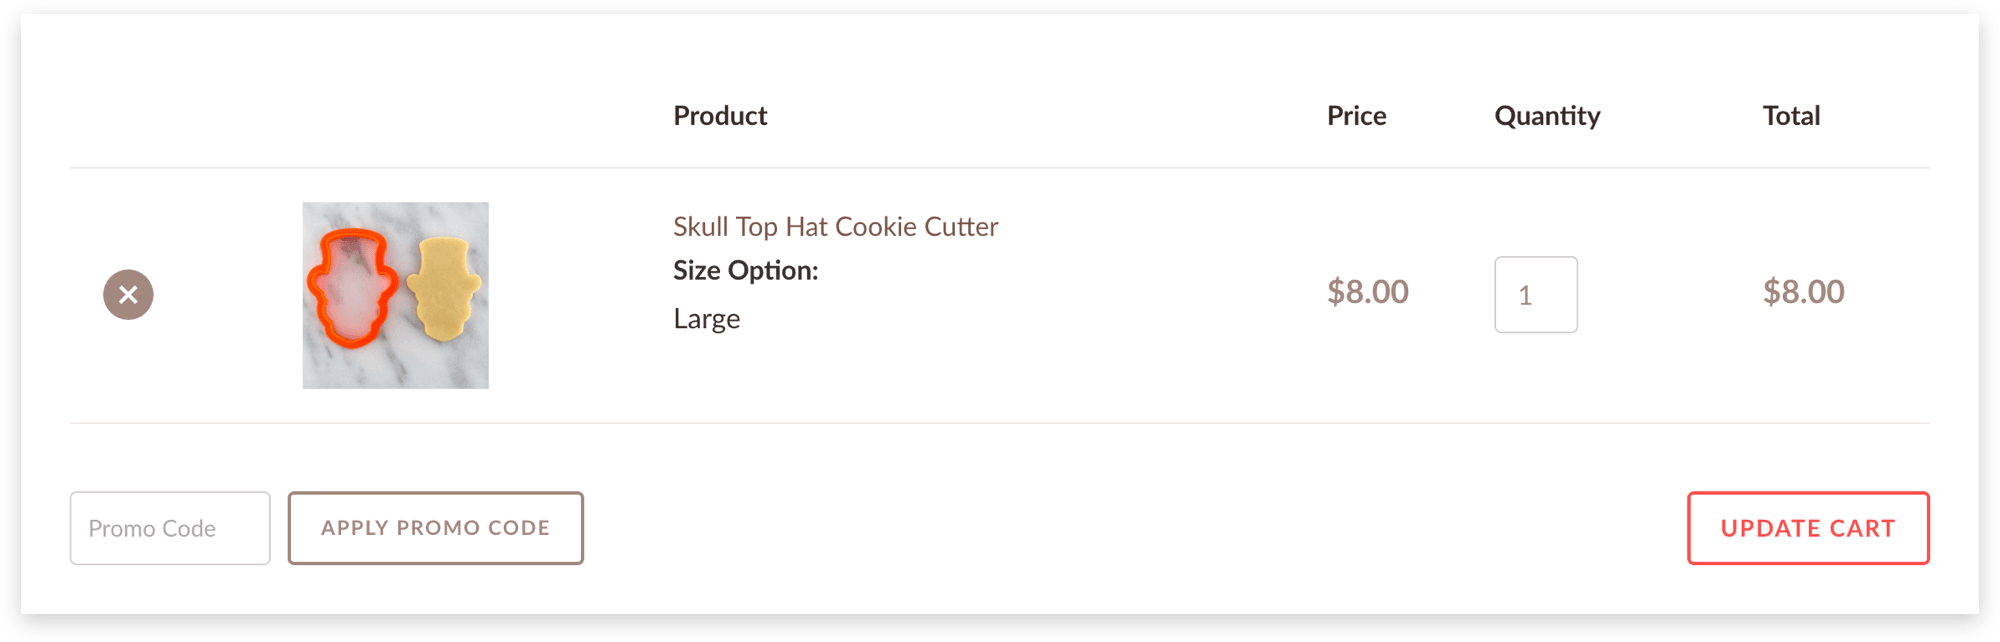 Product Price Quantity Total
Skull Top Hat Cookie Cutter
Size Option:
Large
$8.00 1 $8.00
Promo Code APPLY PROMO CODE UPDATE CART